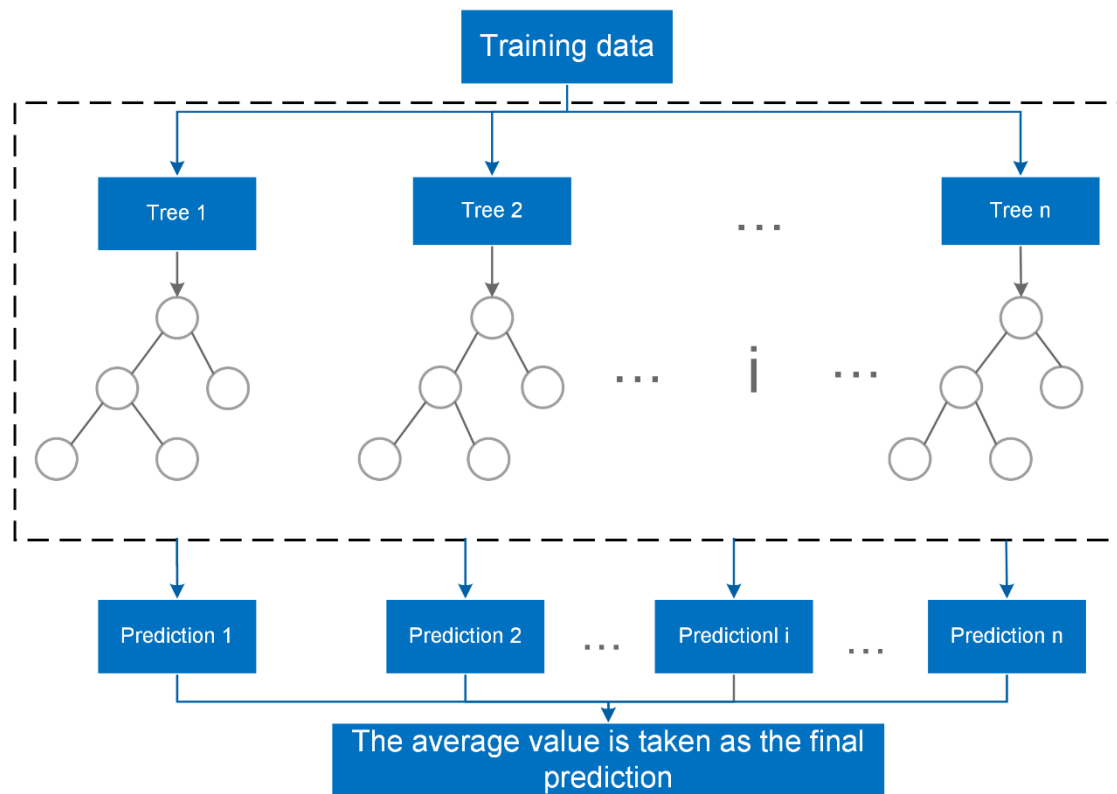 Training data
Tree 1
Tree 2
...
Tree n
...
i
...
Prediction 1
Prediction 2
...
Predictionl i
...
Prediction n
The average value is taken as the final
prediction